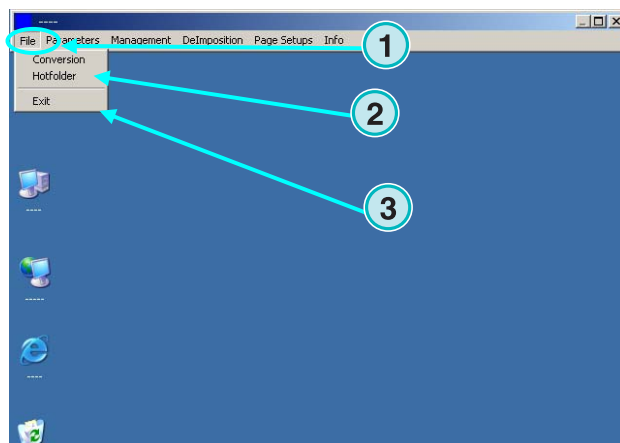 ----
File Parameters Management DeImposition Page Setups Info
1
Conversion
Hotfolder
2
Exit
3
----
-----
----